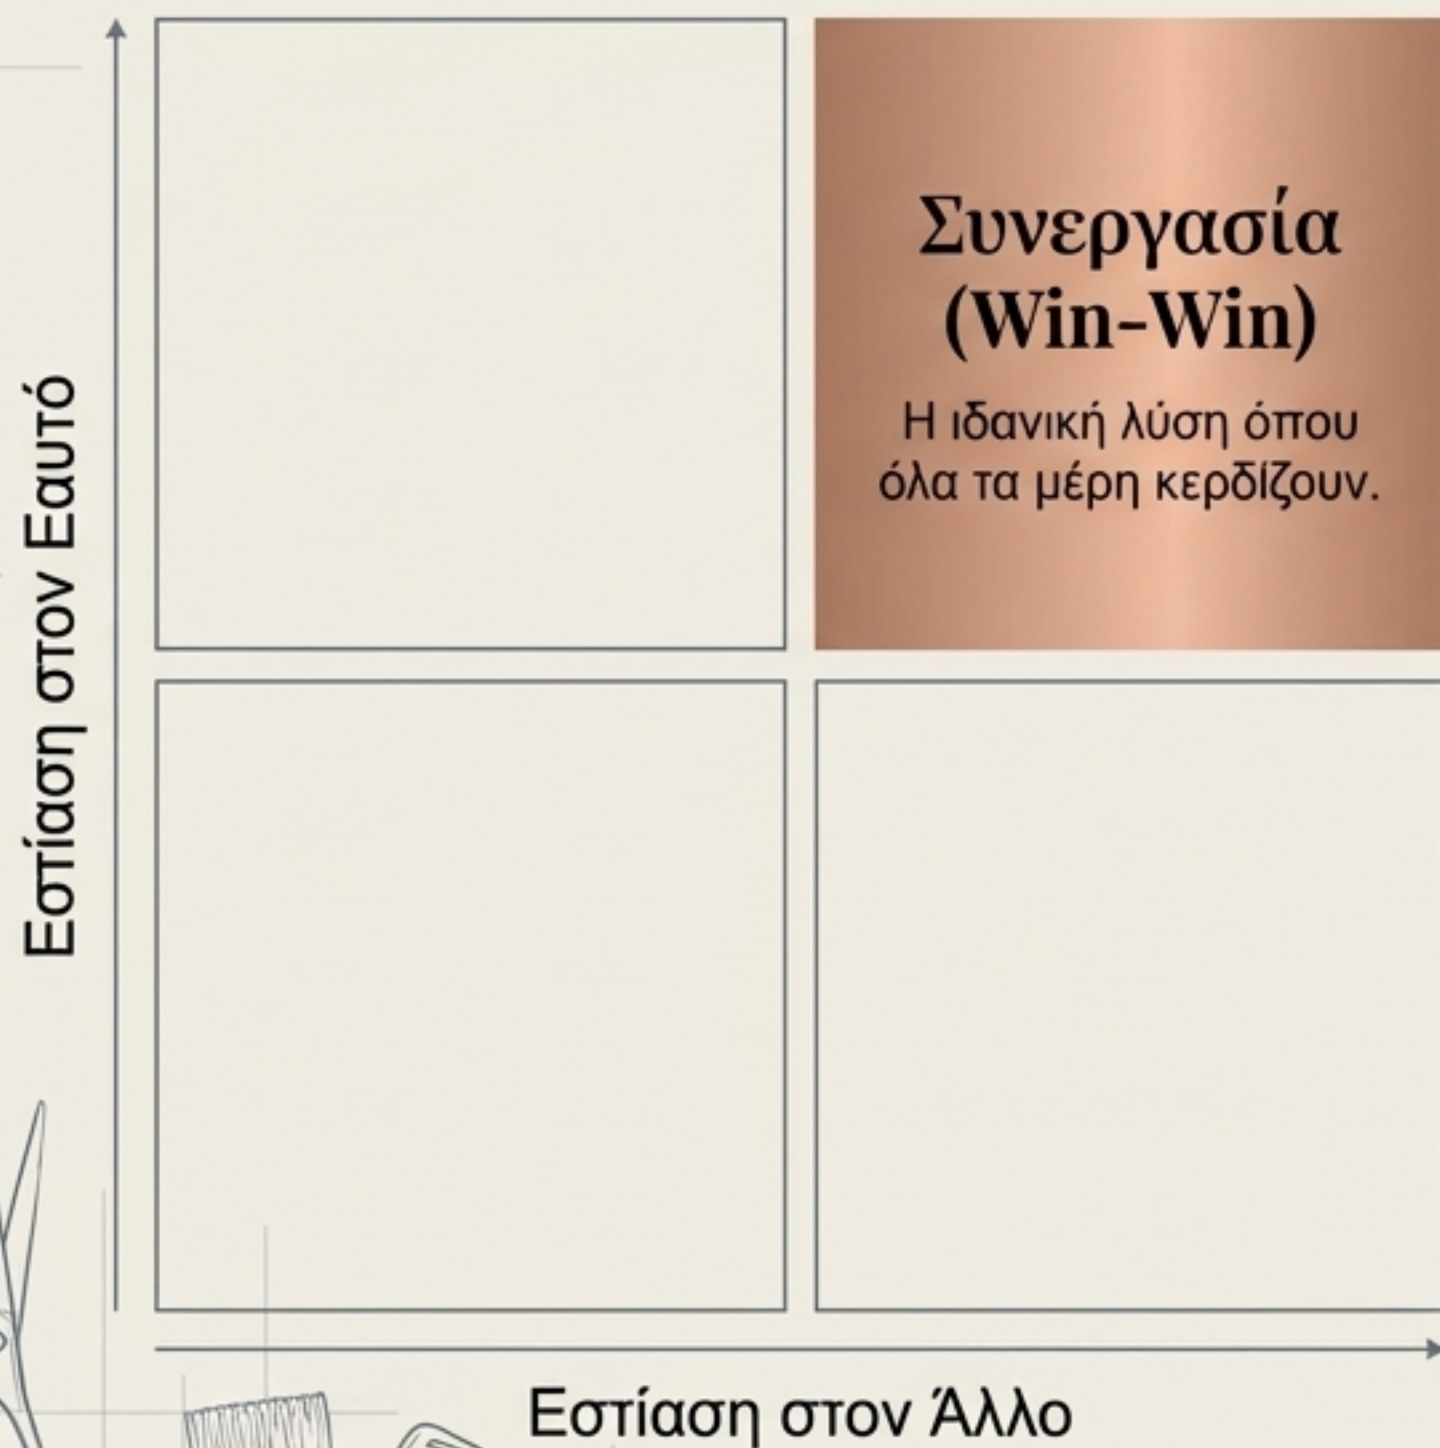 Συνεργασία
(Win-Win)
Η ιδανική λύση όπου
όλα τα μέρη κερδίζουν.
Εστίαση στον Εαυτό
Εστίαση στον Άλλο